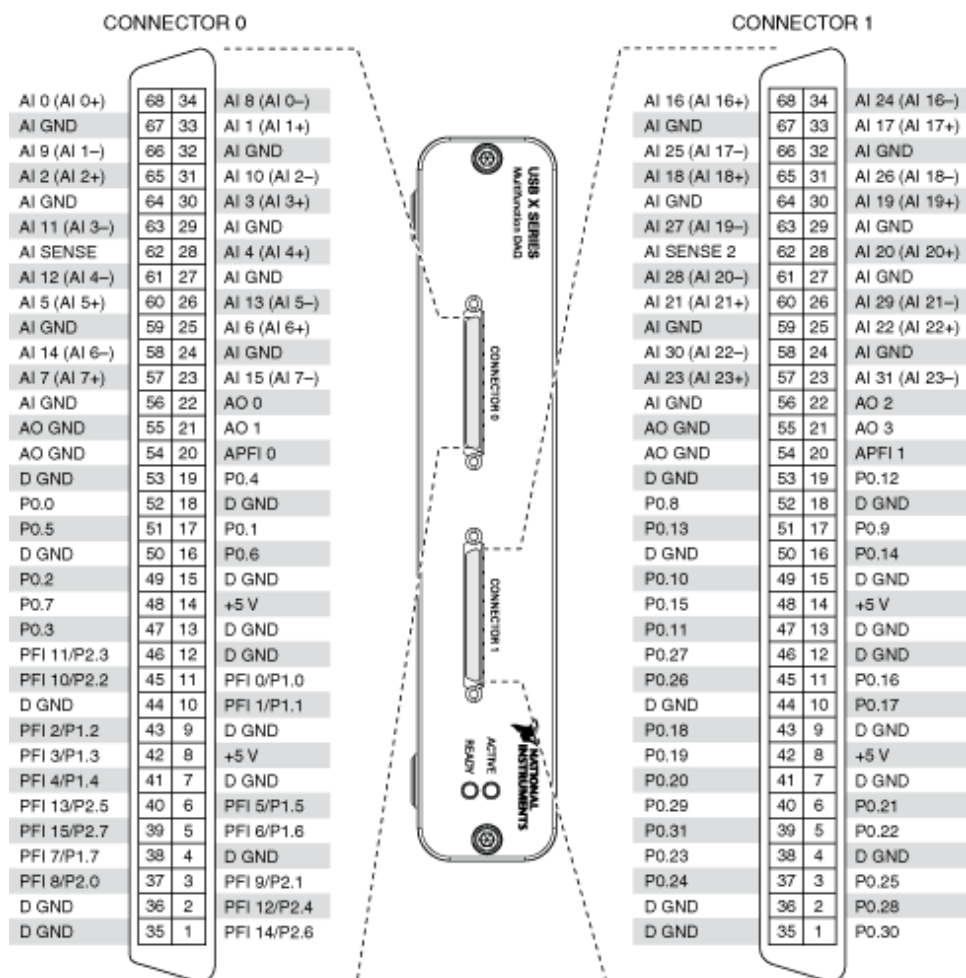 CONNECTOR 0
AI 0 (AI 0+) 68 34 AI 8 (AI 0–)
AI GND 67 33 AI 1 (AI 1+)
AI 9 (AI 1–) 66 32 AI GND
AI 2 (AI 2+) 65 31 AI 10 (AI 2–)
AI GND 64 30 AI 3 (AI 3+)
AI 11 (AI 3–) 63 29 AI GND
AI SENSE 62 28 AI 4 (AI 4+)
AI 12 (AI 4–) 61 27 AI GND
AI 5 (AI 5+) 60 26 AI 13 (AI 5–)
AI GND 59 25 AI 6 (AI 6+)
AI 14 (AI 6–) 58 24 AI GND
AI 7 (AI 7+) 57 23 AI 15 (AI 7–)
AI GND 56 22 AO 0
AO GND 55 21 AO 1
AO GND 54 20 APFI 0
D GND 53 19 P0.4
P0.0 52 18 D GND
P0.5 51 17 P0.1
D GND 50 16 P0.6
P0.2 49 15 D GND
P0.7 48 14 +5 V
P0.3 47 13 D GND
PFI 11/P2.3 46 12 D GND
PFI 10/P2.2 45 11 PFI 0/P1.0
D GND 44 10 PFI 1/P1.1
PFI 2/P1.2 43 9 D GND
PFI 3/P1.3 42 8 +5 V
PFI 4/P1.4 41 7 D GND
PFI 13/P2.5 40 6 PFI 5/P1.5
PFI 15/P2.7 39 5 PFI 6/P1.6
PFI 7/P1.7 38 4 D GND
PFI 8/P2.0 37 3 PFI 9/P2.1
D GND 36 2 PFI 12/P2.4
D GND 35 1 PFI 14/P2.6
USB X SERIES
Multifunction DAQ
CONNECTOR 0
CONNECTOR 1
NATIONAL
INSTRUMENTS
ACTIVE
READY
CONNECTOR 1
AI 16 (AI 16+) 68 34 AI 24 (AI 16–)
AI GND 67 33 AI 17 (AI 17+)
AI 25 (AI 17–) 66 32 AI GND
AI 18 (AI 18+) 65 31 AI 26 (AI 18–)
AI GND 64 30 AI 19 (AI 19+)
AI 27 (AI 19–) 63 29 AI GND
AI SENSE 2 62 28 AI 20 (AI 20+)
AI 28 (AI 20–) 61 27 AI GND
AI 21 (AI 21+) 60 26 AI 29 (AI 21–)
AI GND 59 25 AI 22 (AI 22+)
AI 30 (AI 22–) 58 24 AI GND
AI 23 (AI 23+) 57 23 AI 31 (AI 23–)
AI GND 56 22 AO 2
AO GND 55 21 AO 3
AO GND 54 20 APFI 1
D GND 53 19 P0.12
P0.8 52 18 D GND
P0.13 51 17 P0.9
D GND 50 16 P0.14
P0.10 49 15 D GND
P0.15 48 14 +5 V
P0.11 47 13 D GND
P0.27 46 12 D GND
P0.26 45 11 P0.16
D GND 44 10 P0.17
P0.18 43 9 D GND
P0.19 42 8 +5 V
P0.20 41 7 D GND
P0.29 40 6 P0.21
P0.31 39 5 P0.22
P0.23 38 4 D GND
P0.24 37 3 P0.25
D GND 36 2 P0.28
D GND 35 1 P0.30